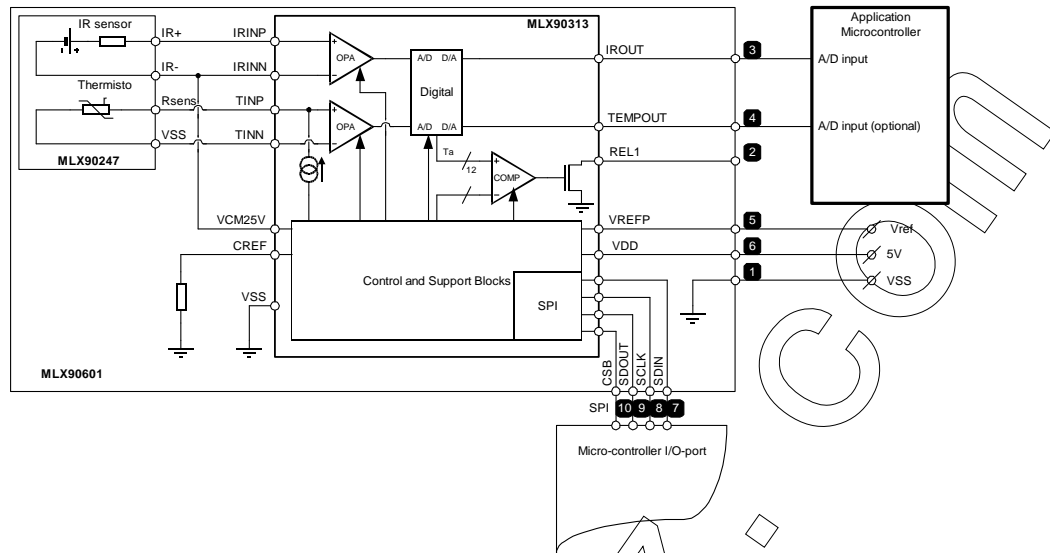 MLX90313
Application
Microcontroller
IR sensor
IR+
IRINP
IROUT
3
A/D input
OPA
A/D D/A
IR-
IRINN
Thermisto
Digital
Rsens
TINP
TEMPOUT
4
A/D input (optional)
OPA
A/D D/A
VSS
TINN
REL1
2
MLX90247
Ta
12
COMP
VCM25V
VREFP
5
Vref
CREF
VDD
6
5V
1
VSS
Control and Support Blocks
VSS
SPI
MLX90601
CSB
SDOUT
SCLK
SDIN
SPI
10 9 8 7
Micro-controller I/O-port